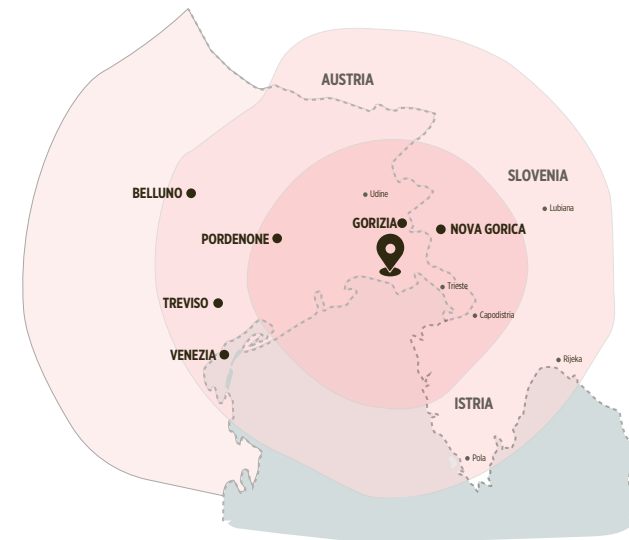 AUSTRIA
SLOVENIA
BELLUNO
Udine
Lubiana
GORIZIA
NOVA GORICA
PORDENONE
Trieste
TREVISO
Capodistria
VENEZIA
Rijeka
ISTRIA
Pola